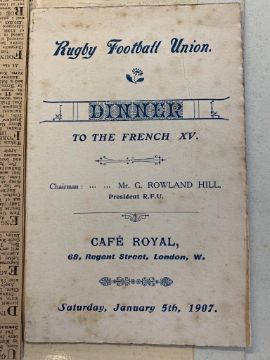 Rugby Football Union.
DINNER
TO THE FRENCH XV.
Chairman : ... ... Mr. G. ROWLAND HILL,
President R.F.U.
CAFÉ ROYAL,
68, Regent Street, London, W.
Saturday, January 5th, 1907.